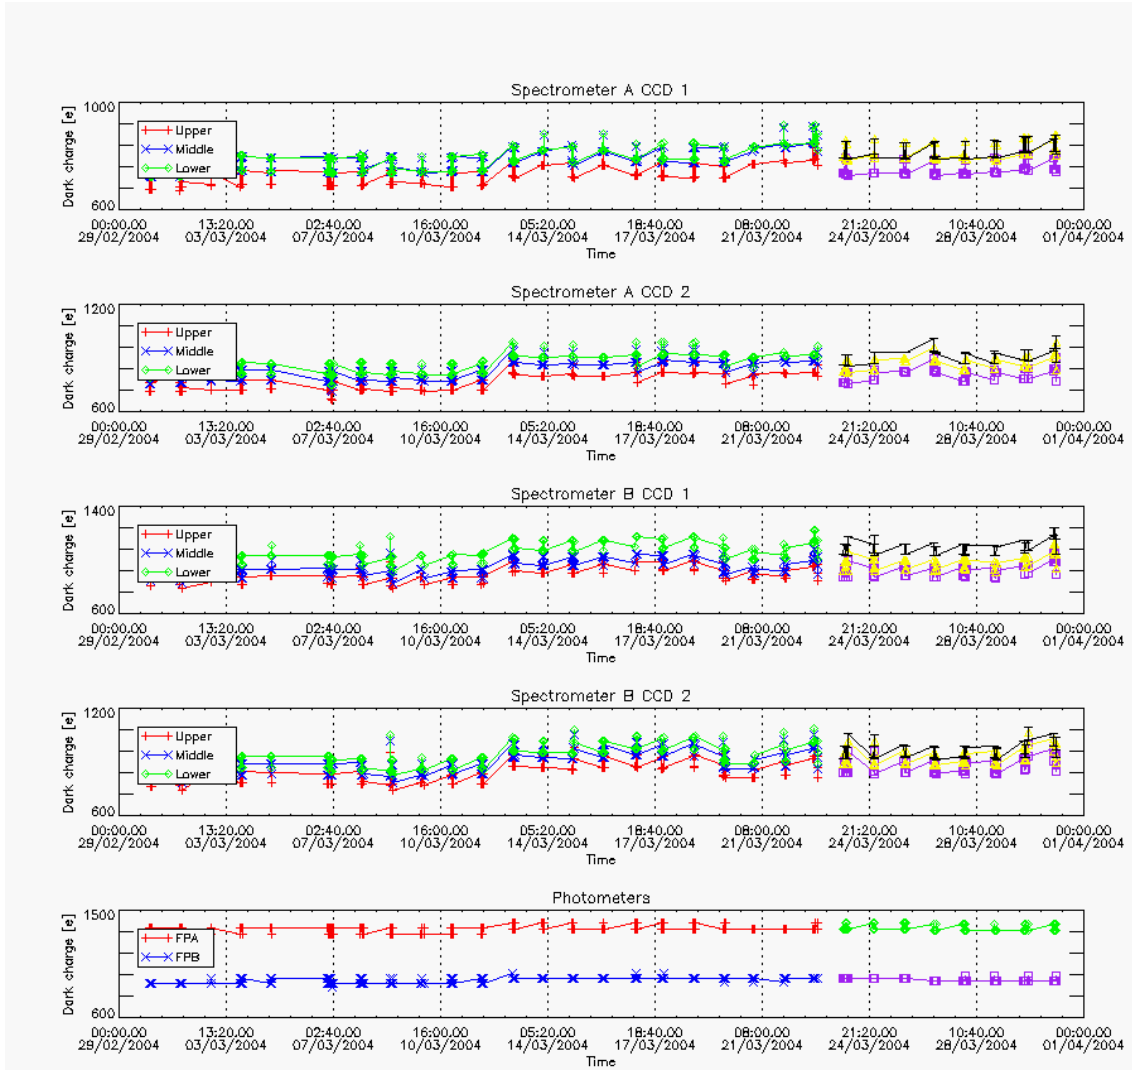 Spectrometer A CCD 1
Dark charge [e]
1000
600
Upper
Middle
Lower
00:00.00 13:20.00 02:40.00 16:00.00 05:20.00 18:40.00 08:00.00 21:20.00 10:40.00 00:00.00
29/02/2004 03/03/2004 07/03/2004 10/03/2004 14/03/2004 17/03/2004 21/03/2004 24/03/2004 28/03/2004 01/04/2004
Time
Spectrometer A CCD 2
Dark charge [e]
1200
600
Upper
Middle
Lower
00:00.00 13:20.00 02:40.00 16:00.00 05:20.00 18:40.00 08:00.00 21:20.00 10:40.00 00:00.00
29/02/2004 03/03/2004 07/03/2004 10/03/2004 14/03/2004 17/03/2004 21/03/2004 24/03/2004 28/03/2004 01/04/2004
Time
Spectrometer B CCD 1
Dark charge [e]
1400
600
Upper
Middle
Lower
00:00.00 13:20.00 02:40.00 16:00.00 05:20.00 18:40.00 08:00.00 21:20.00 10:40.00 00:00.00
29/02/2004 03/03/2004 07/03/2004 10/03/2004 14/03/2004 17/03/2004 21/03/2004 24/03/2004 28/03/2004 01/04/2004
Time
Spectrometer B CCD 2
Dark charge [e]
1200
600
Upper
Middle
Lower
00:00.00 13:20.00 02:40.00 16:00.00 05:20.00 18:40.00 08:00.00 21:20.00 10:40.00 00:00.00
29/02/2004 03/03/2004 07/03/2004 10/03/2004 14/03/2004 17/03/2004 21/03/2004 24/03/2004 28/03/2004 01/04/2004
Time
Photometers
Dark charge [e]
1500
600
FPA
FPB
00:00.00 13:20.00 02:40.00 16:00.00 05:20.00 18:40.00 08:00.00 21:20.00 10:40.00 00:00.00
29/02/2004 03/03/2004 07/03/2004 10/03/2004 14/03/2004 17/03/2004 21/03/2004 24/03/2004 28/03/2004 01/04/2004
Time